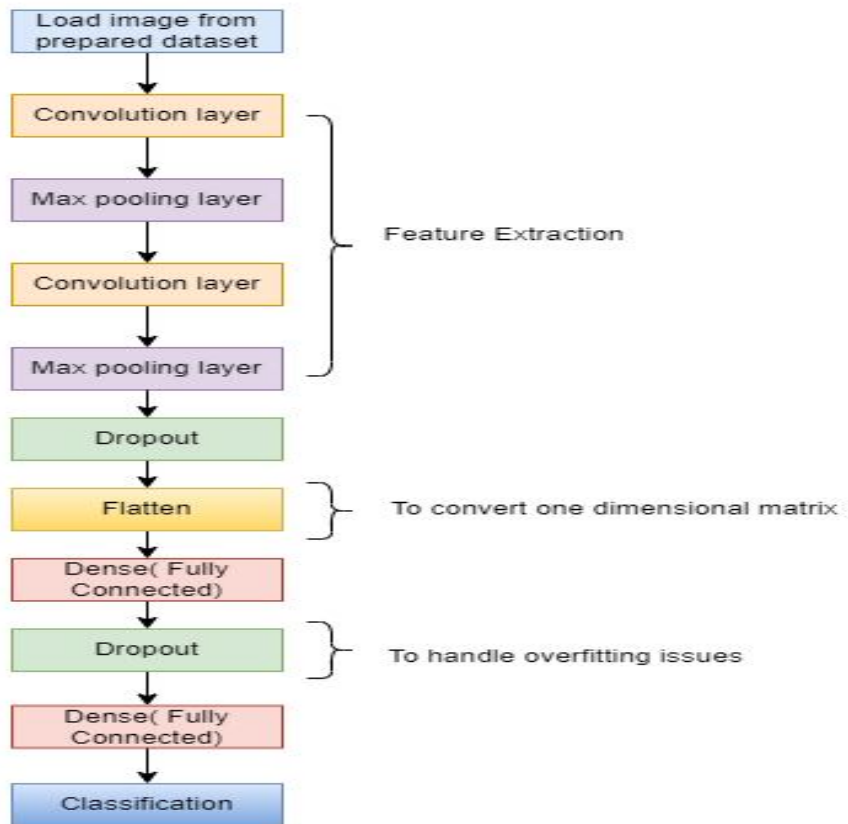 Load image from
prepared dataset
Convolution layer
Max pooling layer
Feature Extraction
Convolution layer
Max pooling layer
Dropout
Flatten
To convert one dimensional matrix
Dense( Fully
Connected)
Dropout
To handle overfitting issues
Dense( Fully
Connected)
Classification